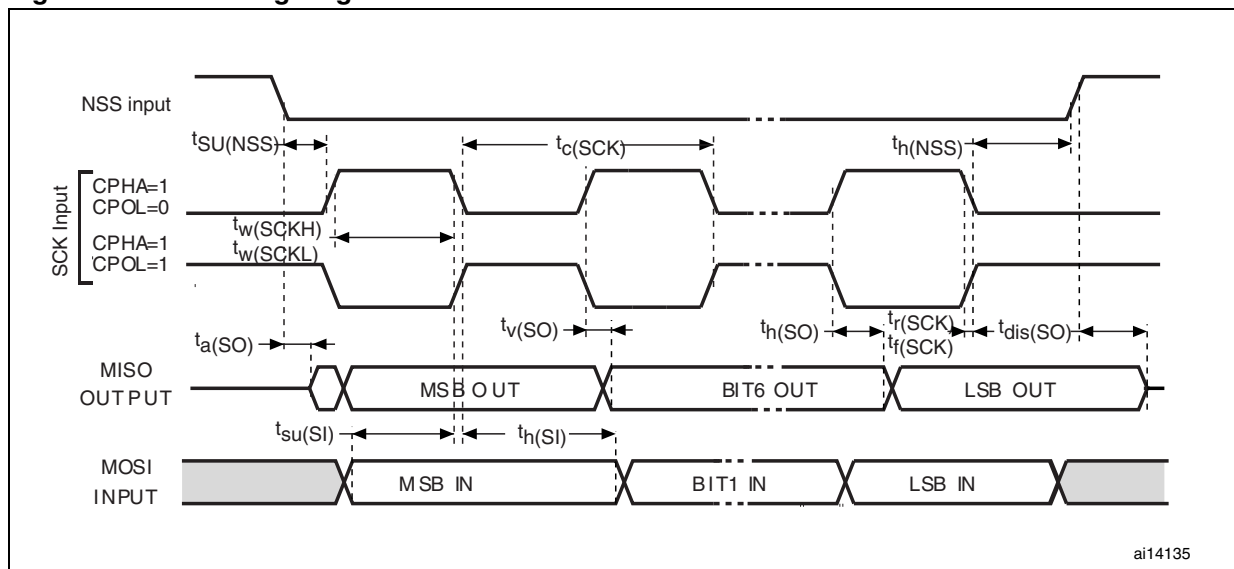 NSS input
tSU(NSS)
tc(SCK)
th(NSS)
SCK Input
CPHA=1
CPOL=0
tw(SCKH)
CPHA=1
tw(SCKL)
CPOL=1
tv(SO)
th(SO)
tr(SCK)
tf(SCK)
tdis(SO)
ta(SO)
MISO
OUTPUT
MSB OUT
BIT6 OUT
LSB OUT
tsu(SI)
th(SI)
MOSI
INPUT
MSB IN
BIT1 IN
LSB IN
ai14135